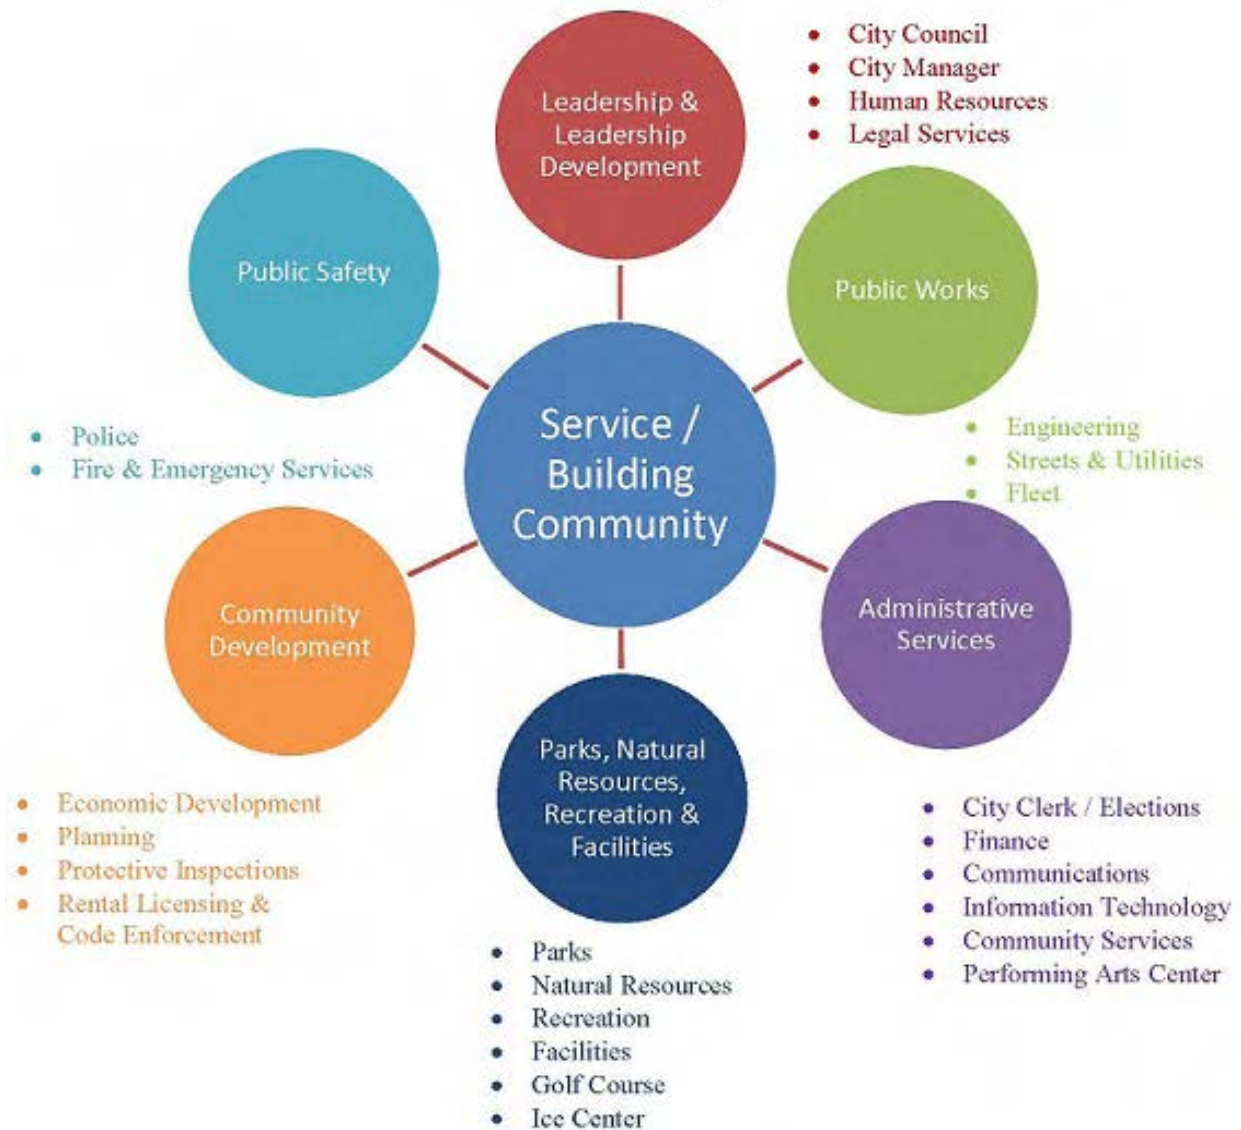 Leadership &
Leadership
Development
City Council
City Manager
Human Resources
Legal Services
Public Safety
Public Works
Service /
Building
Community
Police
Fire & Emergency Services
Engineering
Streets & Utilities
Fleet
Community
Development
Administrative
Services
Parks, Natural
Resources,
Recreation &
Facilities
Economic Development
Planning
Protective Inspections
Rental Licensing &
Code Enforcement
City Clerk / Elections
Finance
Communications
Information Technology
Community Services
Performing Arts Center
Parks
Natural Resources
Recreation
Facilities
Golf Course
Ice Center